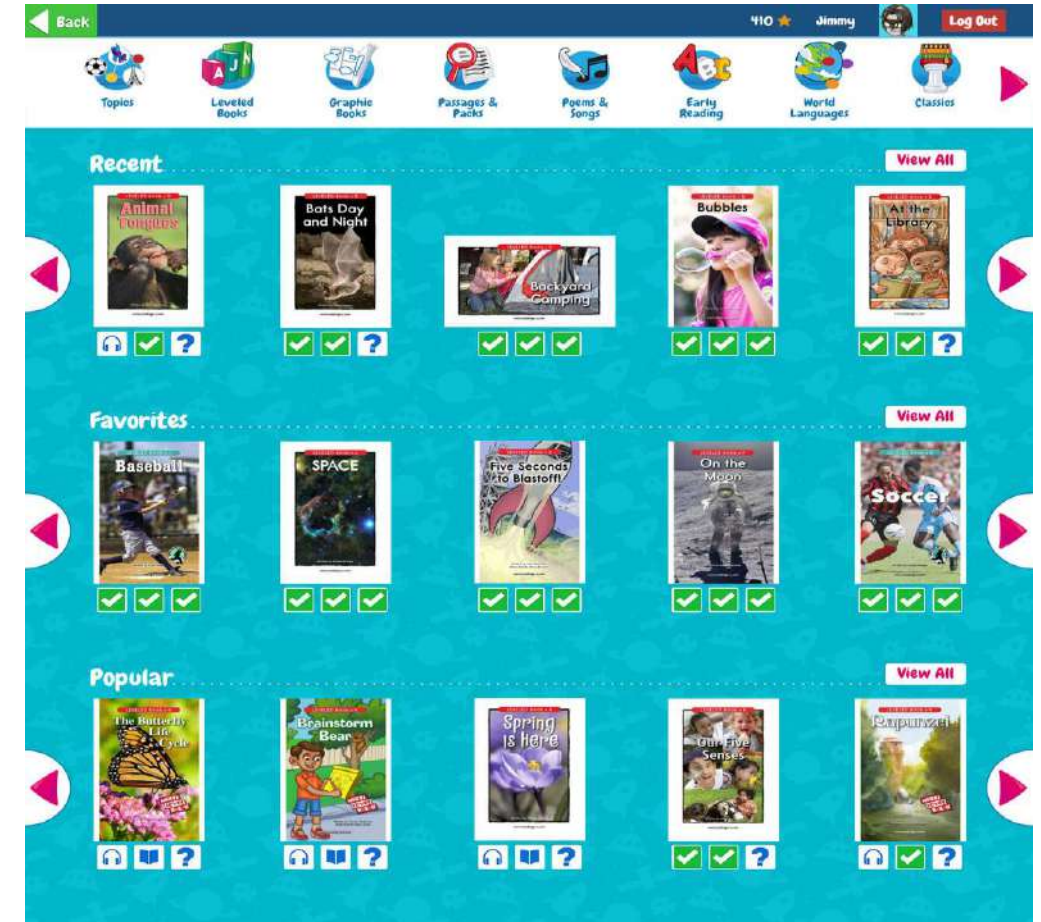 Back
410
Jimmy
Log Out
Topics
Leveled
Books
Graphic
Books
Passages &
Packs
Poems &
Songs
Early
Reading
World
Languages
Classics
Recent
View All
Animal
Tongues
Bats Day
and Night
Backyard
Camping
Bubbles
At the
Library
Favorites
View All
Baseball
SPACE
Five Seconds
to Blastoff!
On the
Moon
Soccer
Popular
View All
The Butterfly
Life
Cycle
Brainstorm
Bear
Spring
Is Here
Our Five
Senses
Rapunzel